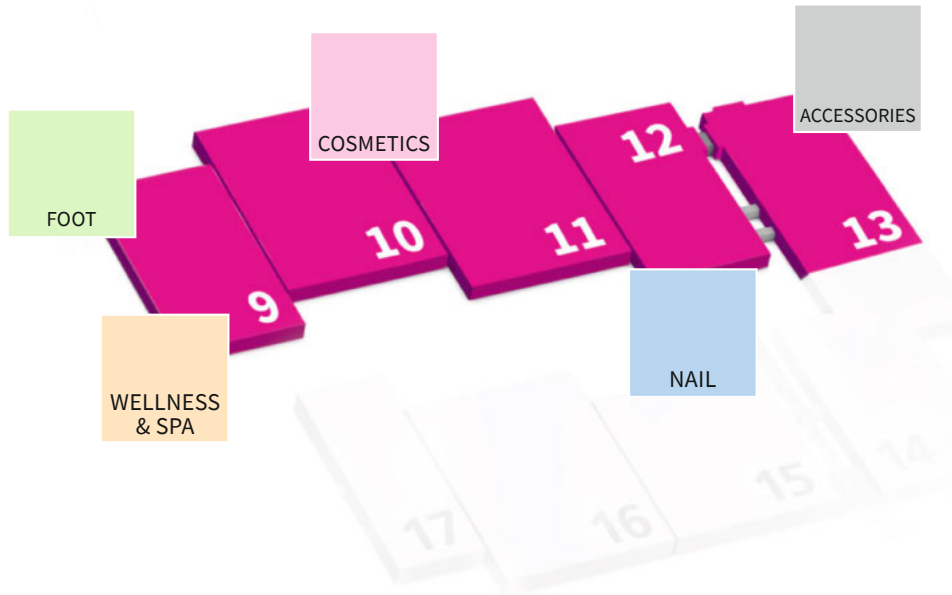 ACCESSORIES
COSMETICS
12
FOOT
13
11
10
9
NAIL
WELLNESS
& SPA
14
15
16
17